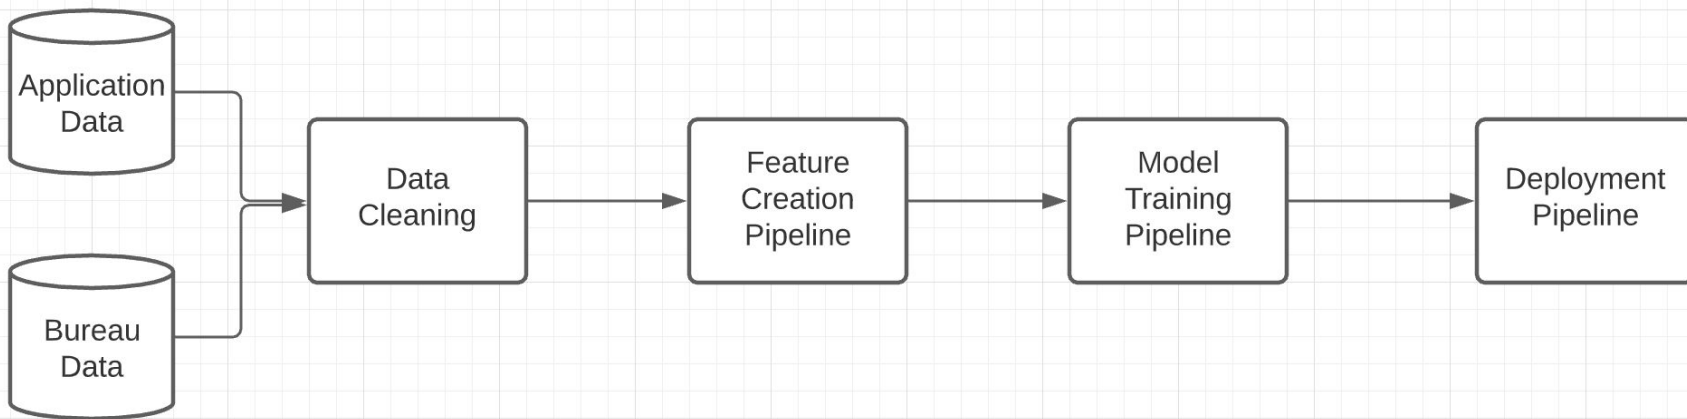 Application
Data
Bureau
Data
Data
Cleaning
Feature
Creation
Pipeline
Model
Training
Pipeline
Deployment
Pipeline